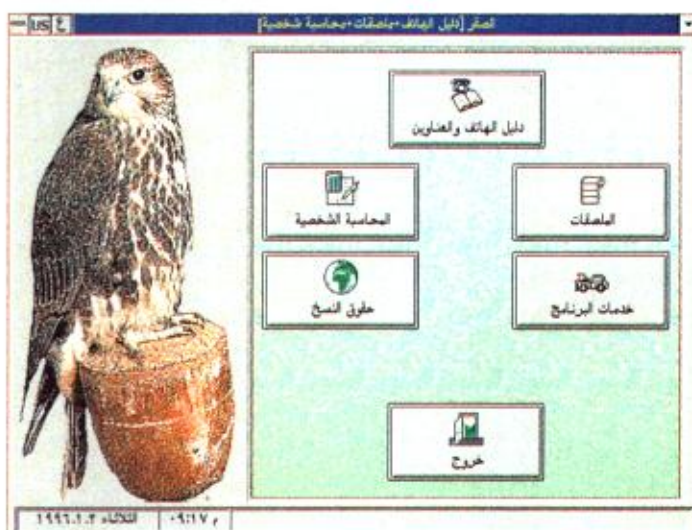 US ع
الصقر [دليل الهاتف-ملصقات-محاسبة شخصية]
دليل الهاتف والعناوين
الملصقات
المحاسبة الشخصية
خدمات البرنامج
حقوق النسخ
خروج
٠٩:١٧ م
الثلاثاء ١٩٩٦.١.٢